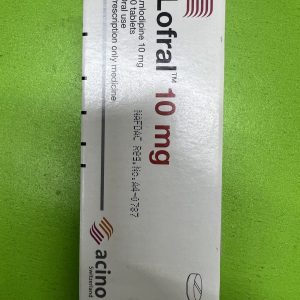 Lofral™ 10 mg
mlodipine 10 mg
0 tablets
ral use
rescription only medicine
NAFDAC Reg.No.A4-0787
acino
Switzerland